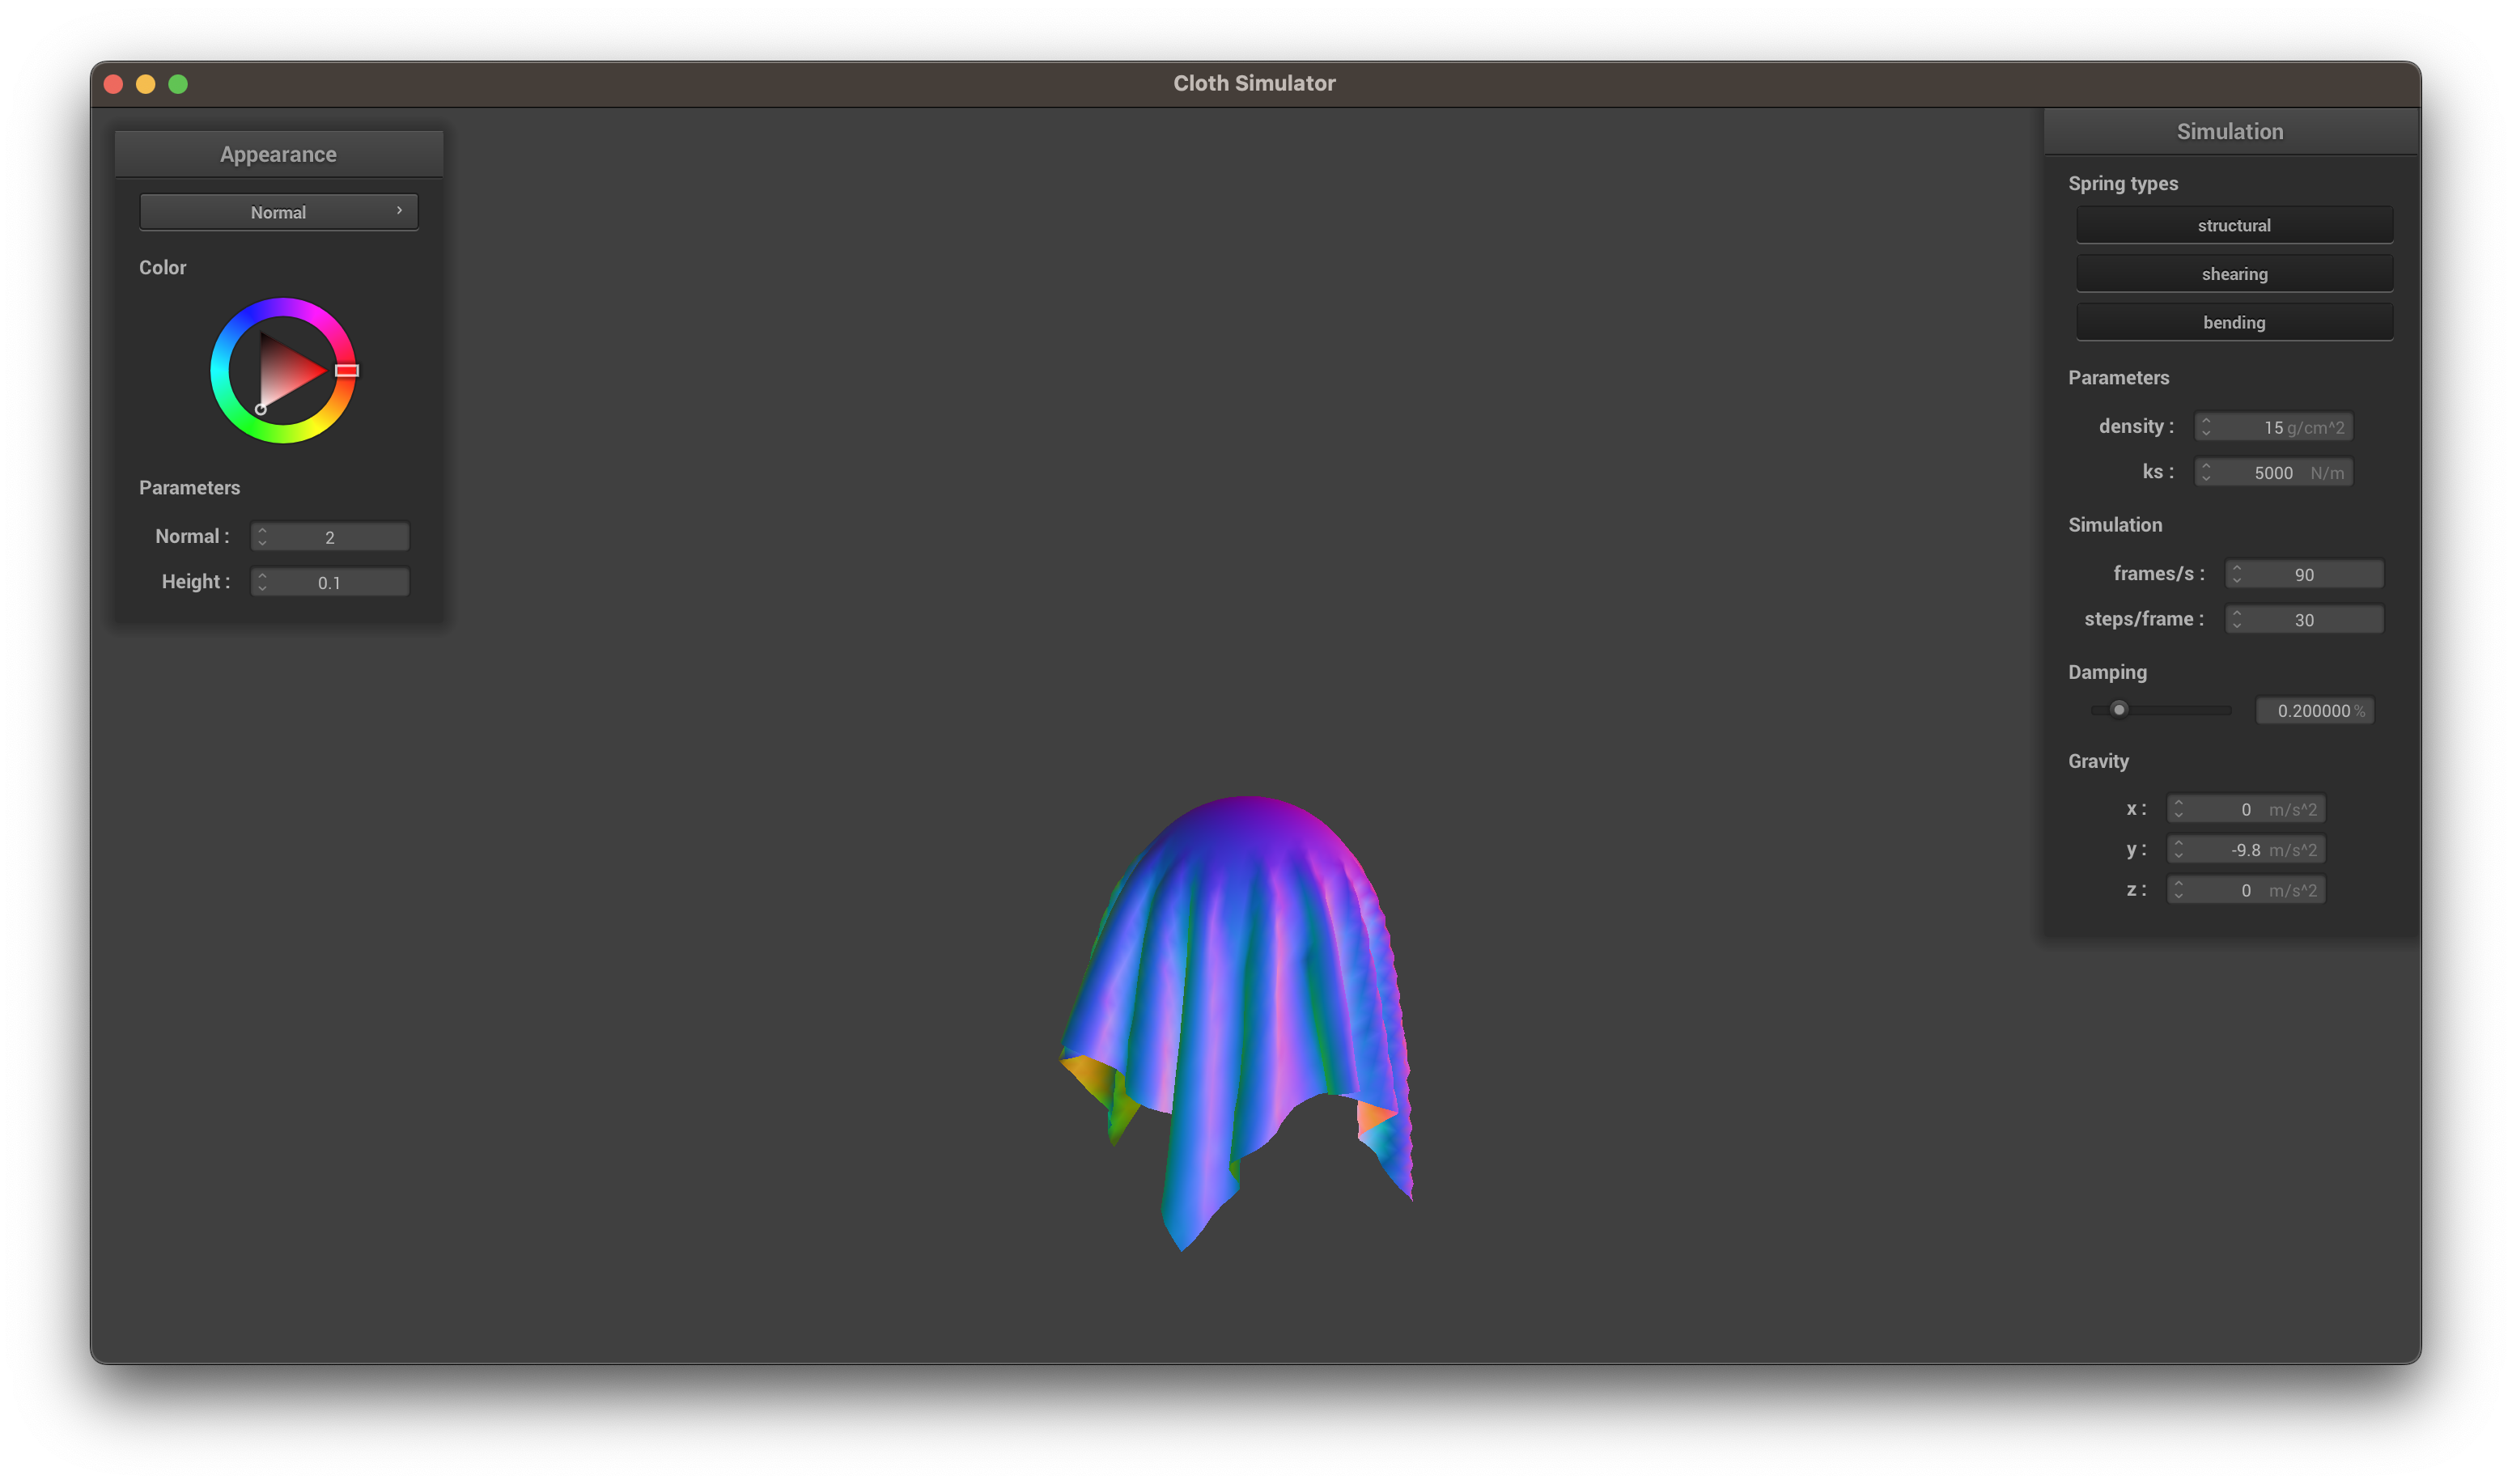 Cloth Simulator
Appearance
Normal
Color
Parameters
Normal : 2
Height : 0.1
Simulation
Spring types
structural
shearing
bending
Parameters
density : 15 g/cm^2
ks : 5000 N/m
Simulation
frames/s : 90
steps/frame : 30
Damping
0.200000 %
Gravity
x : 0 m/s^2
y : -9.8 m/s^2
z : 0 m/s^2